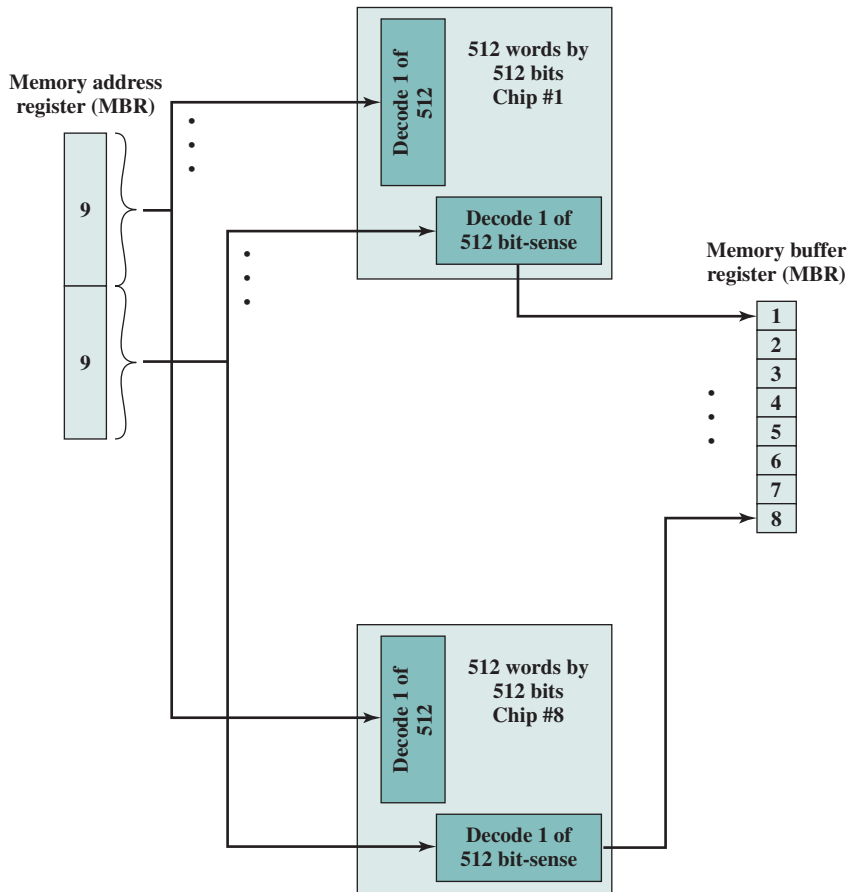 Memory address
register (MBR)
9
9
Decode 1 of
512
512 words by
512 bits
Chip #1
Decode 1 of
512 bit-sense
Memory buffer
register (MBR)
1
2
3
4
5
6
7
8
Decode 1 of
512
512 words by
512 bits
Chip #8
Decode 1 of
512 bit-sense